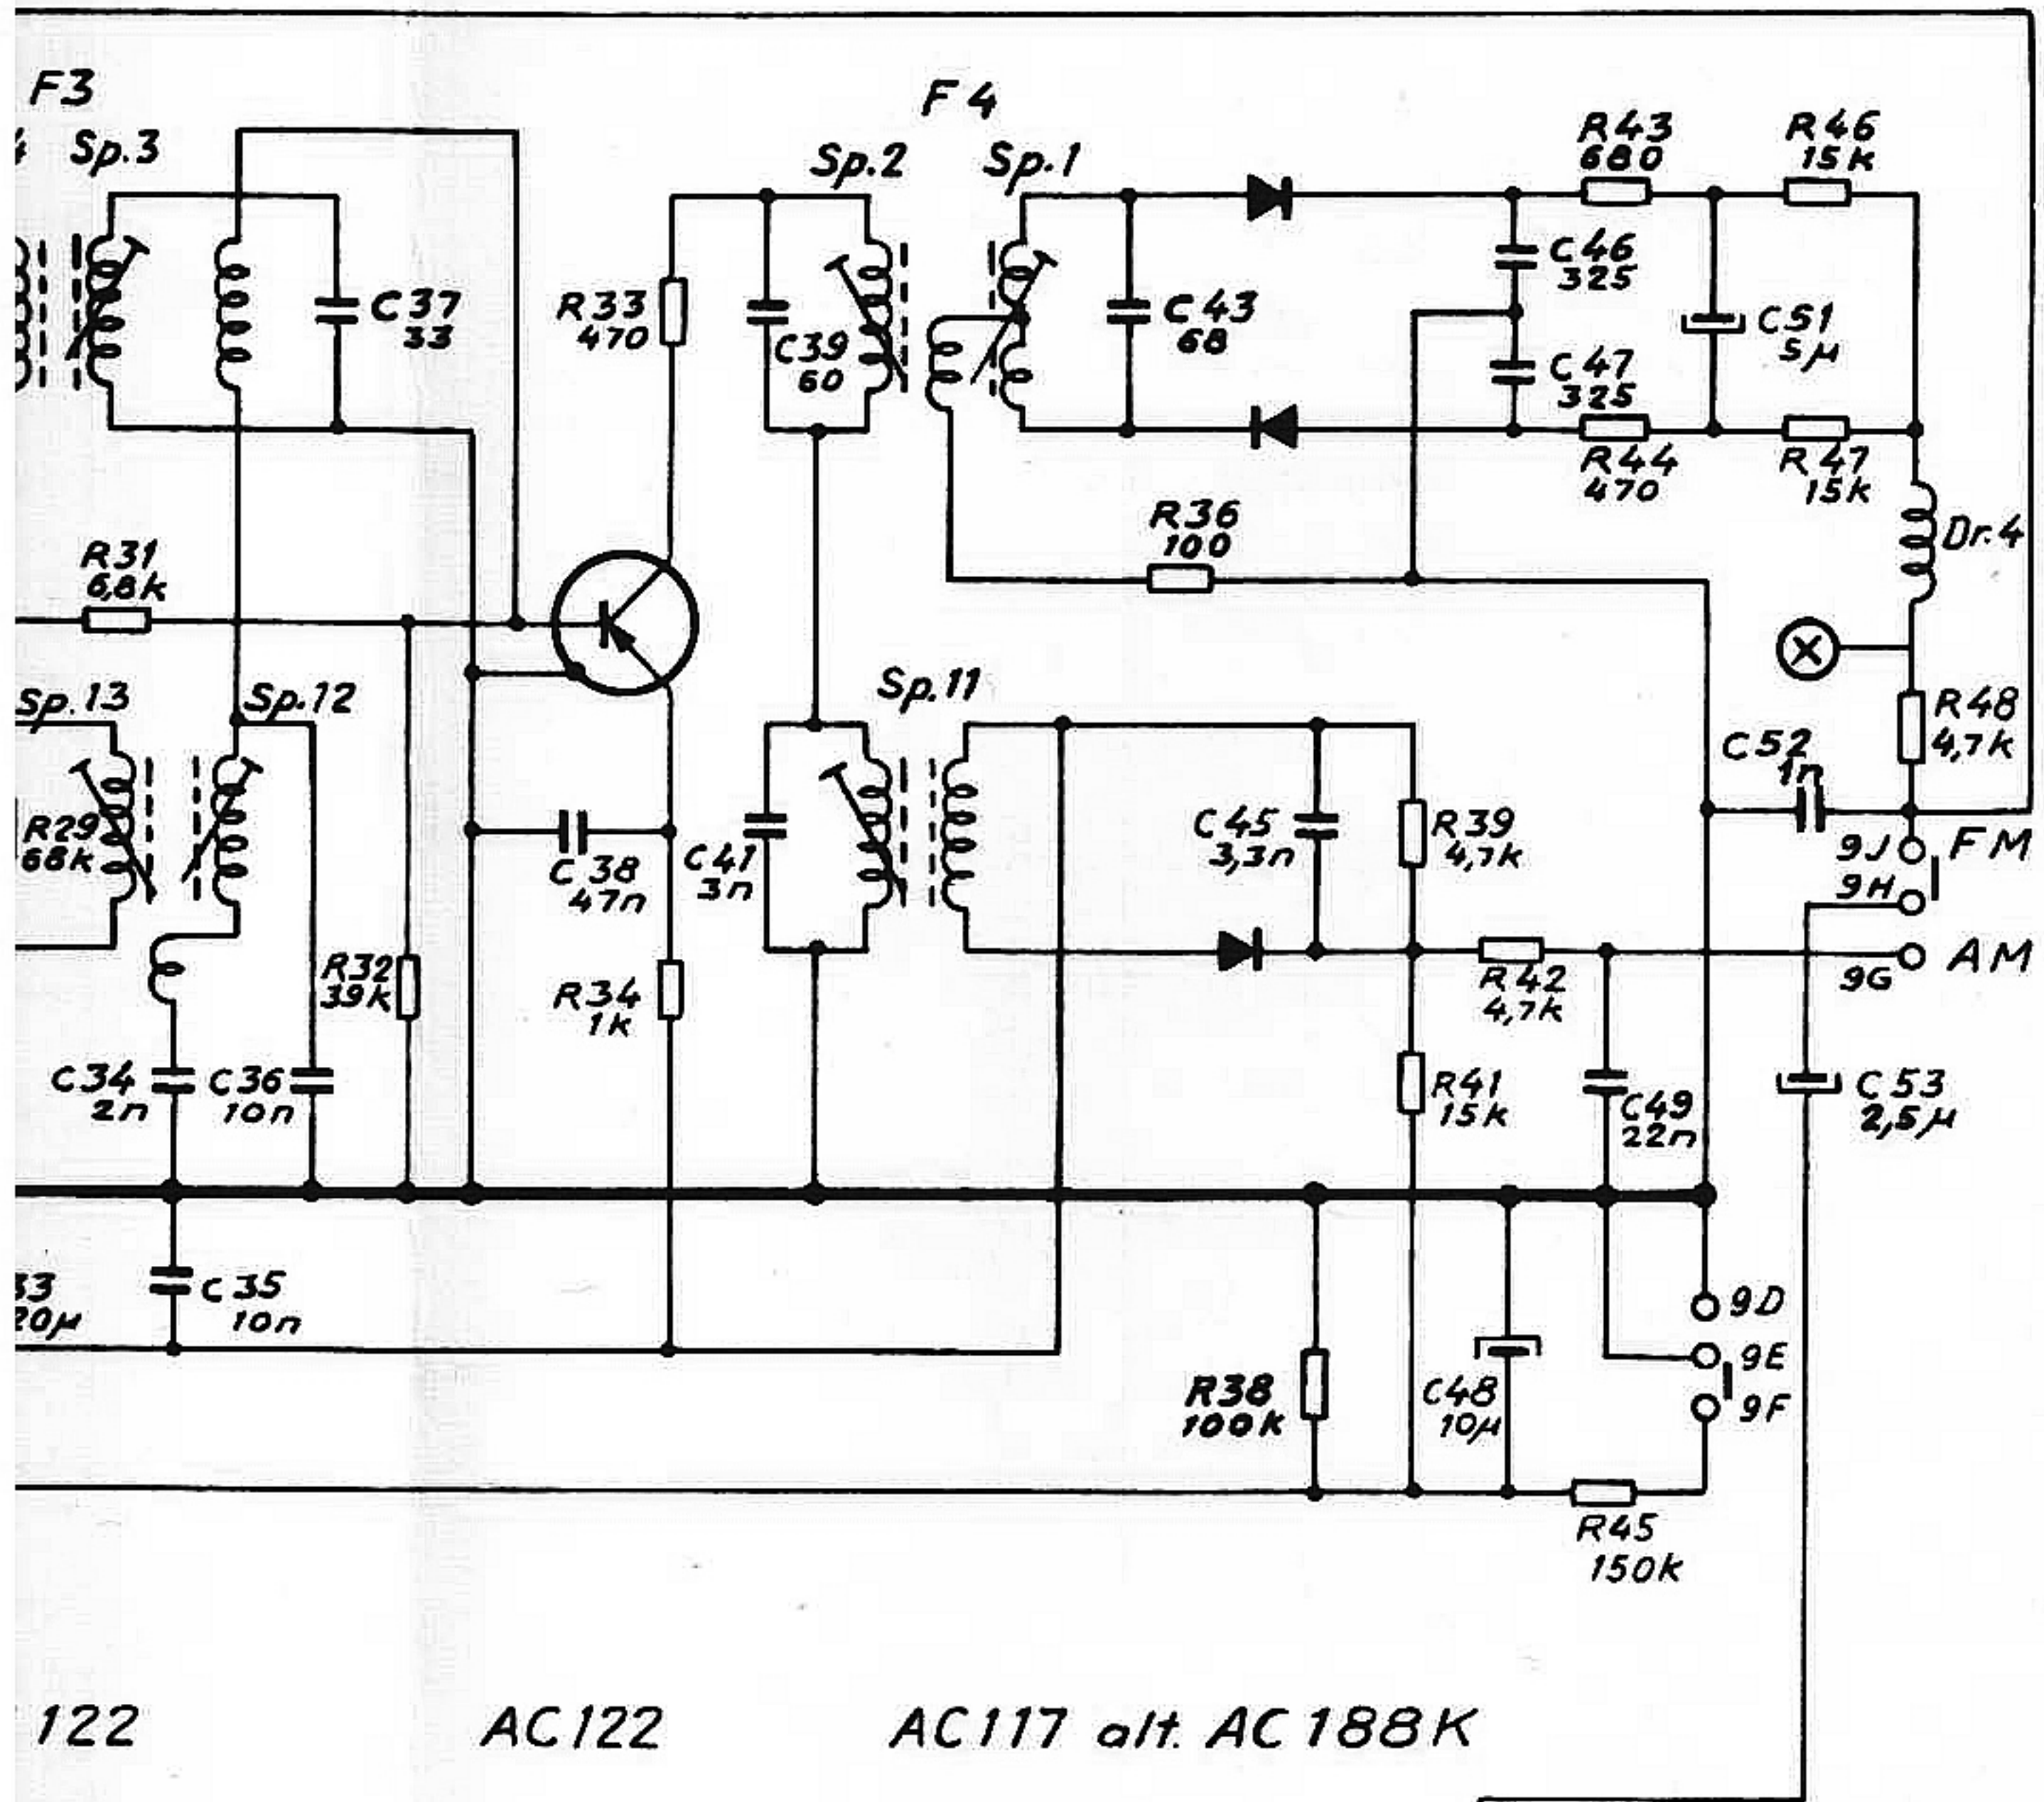 F3
F4
4 Sp.3
Sp.2
Sp.1
R43
680
R46
15k
C37
33
R33
470
C39
60
C43
68
C46
325
C47
325
C51
5µ
R44
470
R47
15k
R36
100
Dr.4
R31
6,8k
Sp.13
Sp.12
Sp.11
R48
4,7k
C52
1n
R29
68k
C38
47n
C41
3n
C45
3,3n
R39
4,7k
9J FM
9H
9G AM
R32
39k
R34
1k
R42
4,7k
C34
2n
C36
10n
R41
15k
C49
22n
C53
2,5µ
33
20µ
C35
10n
9D
9E
9F
R38
100k
C48
10µ
R45
150k
122
AC122
AC117 alt. AC188K